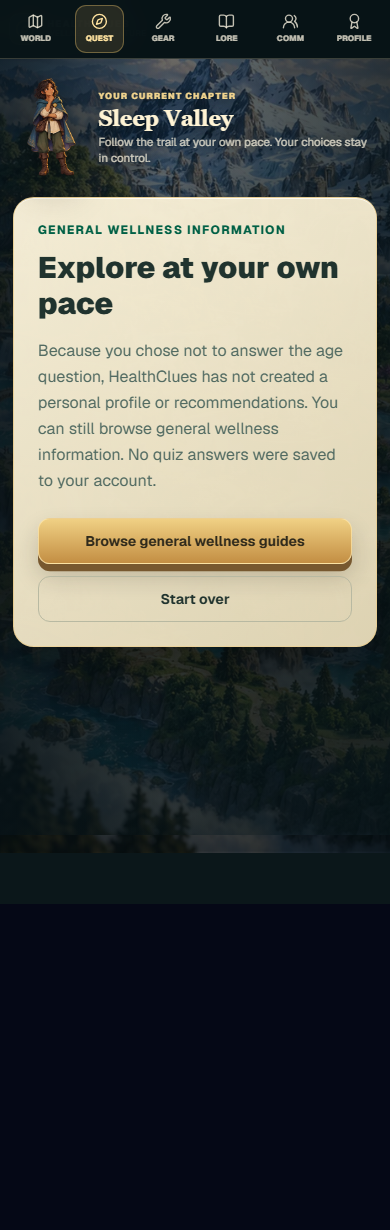 WORLD
QUEST
GEAR
LORE
COMM
PROFILE
YOUR CURRENT CHAPTER
Sleep Valley
Follow the trail at your own pace. Your choices stay
in control.
GENERAL WELLNESS INFORMATION
Explore at your own
pace
Because you chose not to answer the age
question, HealthClues has not created a
personal profile or recommendations. You
can still browse general wellness
information. No quiz answers were saved
to your account.
Browse general wellness guides
Start over